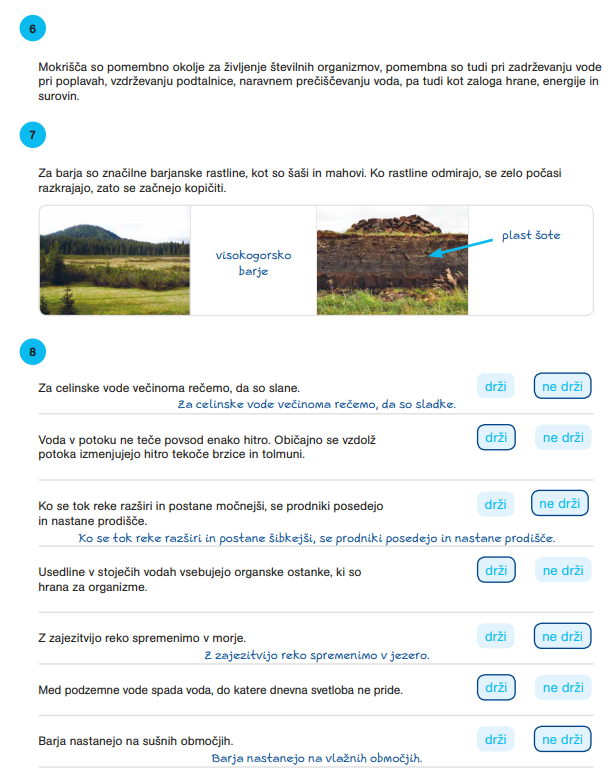 6
Mokrišča so pomembno okolje za življenje številnih organizmov, pomembna so tudi pri zadrževanju vode
pri poplavah, vzdrževanju podtalnice, naravnem prečiščevanju voda, pa tudi kot zaloga hrane, energije in
surovin.
7
Za barja so značilne barjanske rastline, kot so šaši in mahovi. Ko rastline odmirajo, se zelo počasi
razkrajajo, zato se začnejo kopičiti.
visokogorsko
barje
plast šote
8
Za celinske vode večinoma rečemo, da so slane.
drži
ne drži
Za celinske vode večinoma rečemo, da so sladke.
Voda v potoku ne teče povsod enako hitro. Običajno se vzdolž
potoka izmenjujejo hitro tekoče brzice in tolmuni.
drži
ne drži
Ko se tok reke razširi in postane močnejši, se prodniki posedejo
in nastane prodišče.
drži
ne drži
Ko se tok reke razširi in postane šibkejši, se prodniki posedejo in nastane prodišče.
Usedline v stoječih vodah vsebujejo organske ostanke, ki so
hrana za organizme.
drži
ne drži
Z zajezitvijo reko spremenimo v morje.
drži
ne drži
Z zajezitvijo reko spremenimo v jezero.
Med podzemne vode spada voda, do katere dnevna svetloba ne pride.
drži
ne drži
Barja nastanejo na sušnih območjih.
drži
ne drži
Barja nastanejo na vlažnih območjih.